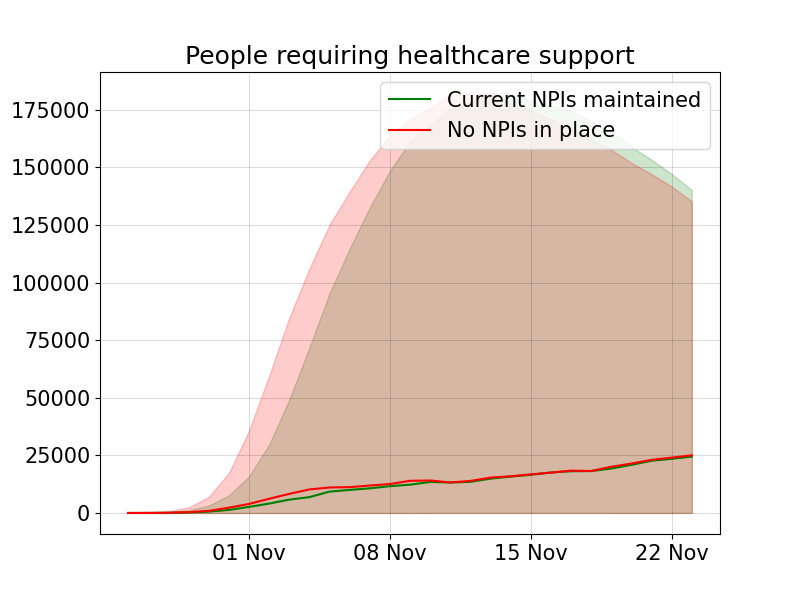 People requiring healthcare support
Current NPIs maintained
No NPIs in place
175000
150000
125000
100000
75000
50000
25000
0
01 Nov
08 Nov
15 Nov
22 Nov